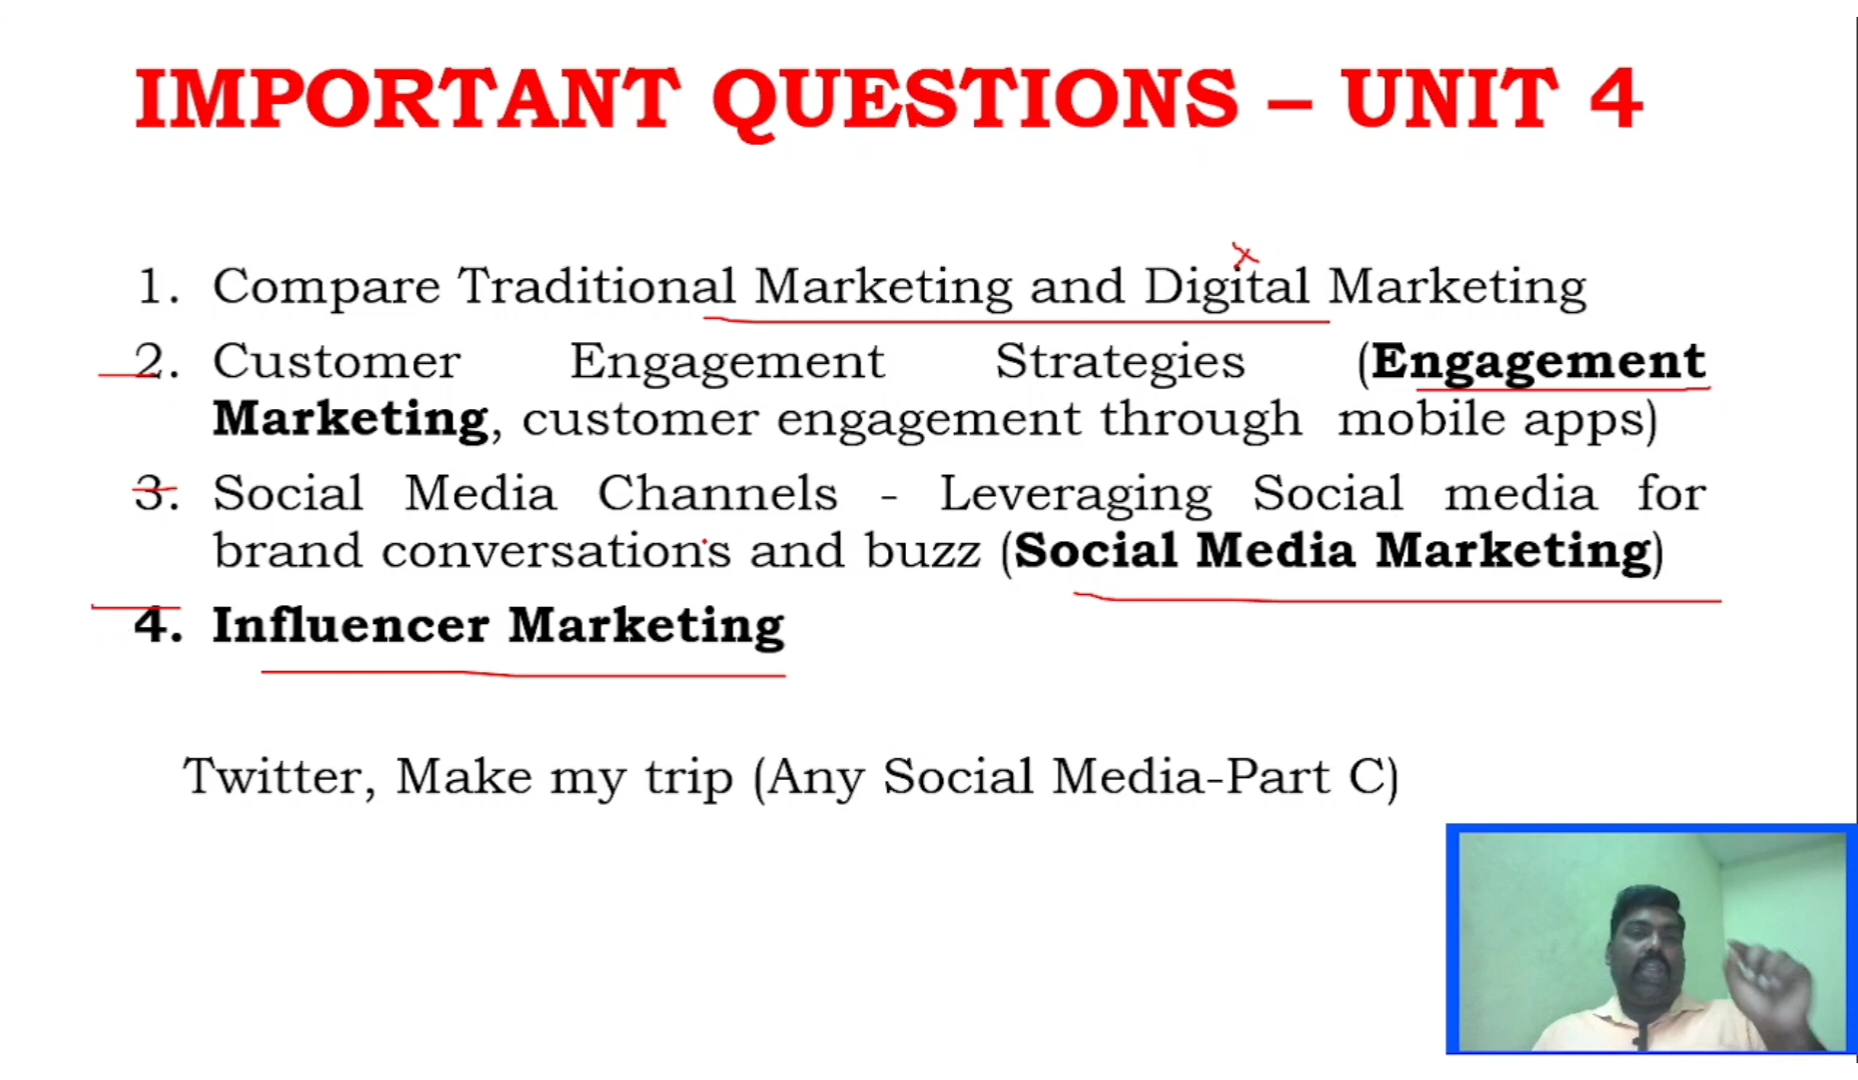 IMPORTANT QUESTIONS – UNIT 4
1. Compare Traditional Marketing and Digital Marketing
2. Customer Engagement Strategies (Engagement
Marketing, customer engagement through mobile apps)
3. Social Media Channels - Leveraging Social media for
brand conversations and buzz (Social Media Marketing)
4. Influencer Marketing
Twitter, Make my trip (Any Social Media-Part C)